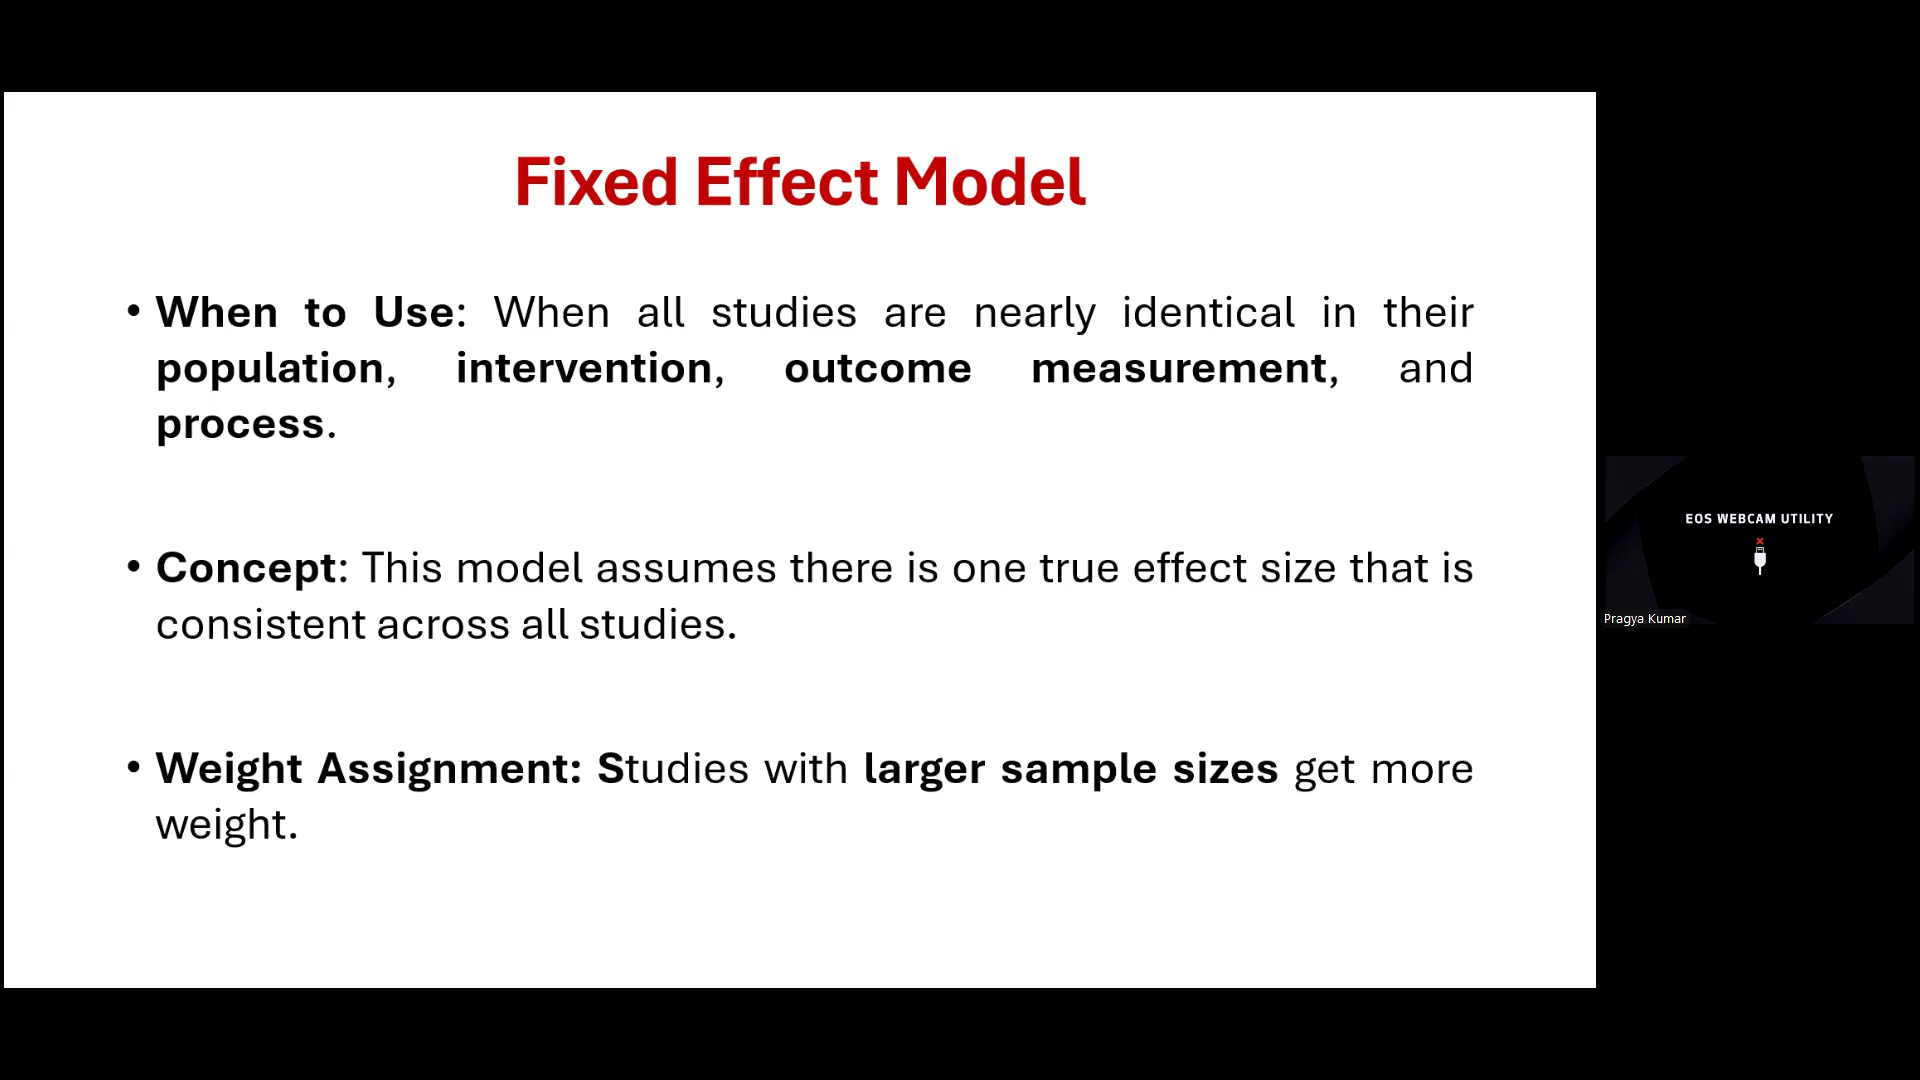 Fixed Effect Model
• When to Use: When all studies are nearly identical in their
population, intervention, outcome measurement, and
process.
• Concept: This model assumes there is one true effect size that is
consistent across all studies.
• Weight Assignment: Studies with larger sample sizes get more
weight.
EOS WEBCAM UTILITY
Pragya Kumar